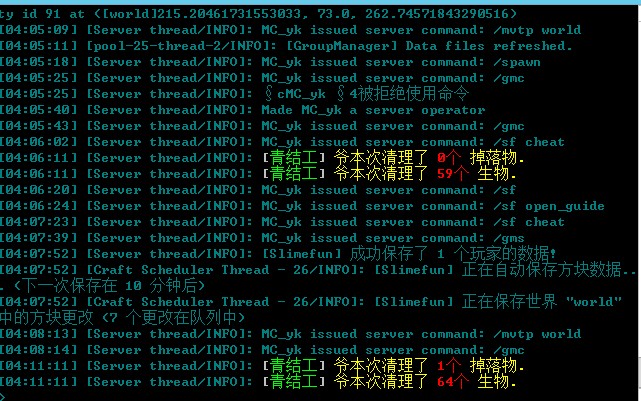 ty id 91 at ([world]215.20461731553033, 73.0, 262.74571843290516)
[04:05:09] [Server thread/INFO]: MC_yk issued server command: /mvtp world
[04:05:11] [pool-25-thread-2/INFO]: [GroupManager] Data files refreshed.
[04:05:18] [Server thread/INFO]: MC_yk issued server command: /spawn
[04:05:25] [Server thread/INFO]: MC_yk issued server command: /gmc
[04:05:25] [Server thread/INFO]: §cMC_yk §4被拒绝使用命令
[04:05:40] [Server thread/INFO]: Made MC_yk a server operator
[04:05:43] [Server thread/INFO]: MC_yk issued server command: /gmc
[04:06:02] [Server thread/INFO]: MC_yk issued server command: /sf cheat
[04:06:11] [Server thread/INFO]: [青结工] 爷本次清理了 0个 掉落物.
[04:06:11] [Server thread/INFO]: [青结工] 爷本次清理了 59个 生物.
[04:06:20] [Server thread/INFO]: MC_yk issued server command: /sf
[04:06:24] [Server thread/INFO]: MC_yk issued server command: /sf open_guide
[04:07:23] [Server thread/INFO]: MC_yk issued server command: /sf cheat
[04:07:39] [Server thread/INFO]: MC_yk issued server command: /gms
[04:07:52] [Server thread/INFO]: [Slimefun] 成功保存了 1 个玩家的数据!
[04:07:52] [Craft Scheduler Thread - 26/INFO]: [Slimefun] 正在自动保存方块数据..
. (下一次保存在 10 分钟后)
[04:07:52] [Craft Scheduler Thread - 26/INFO]: [Slimefun] 正在保存世界 "world"
中的方块更改 (7 个更改在队列中)
[04:08:13] [Server thread/INFO]: MC_yk issued server command: /mvtp world
[04:08:14] [Server thread/INFO]: MC_yk issued server command: /gmc
[04:11:11] [Server thread/INFO]: [青结工] 爷本次清理了 1个 掉落物.
[04:11:11] [Server thread/INFO]: [青结工] 爷本次清理了 64个 生物.
>